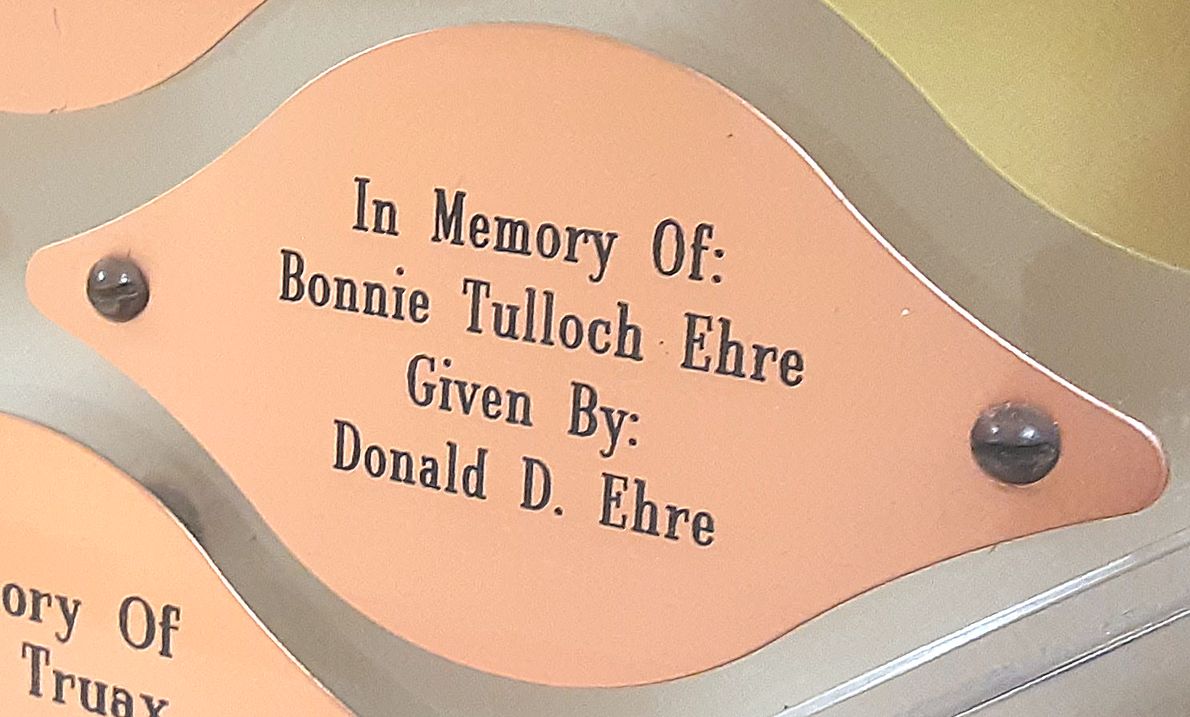 In Memory Of:
Bonnie Tulloch Ehre
Given By:
Donald D. Ehre
ory Of
Truax